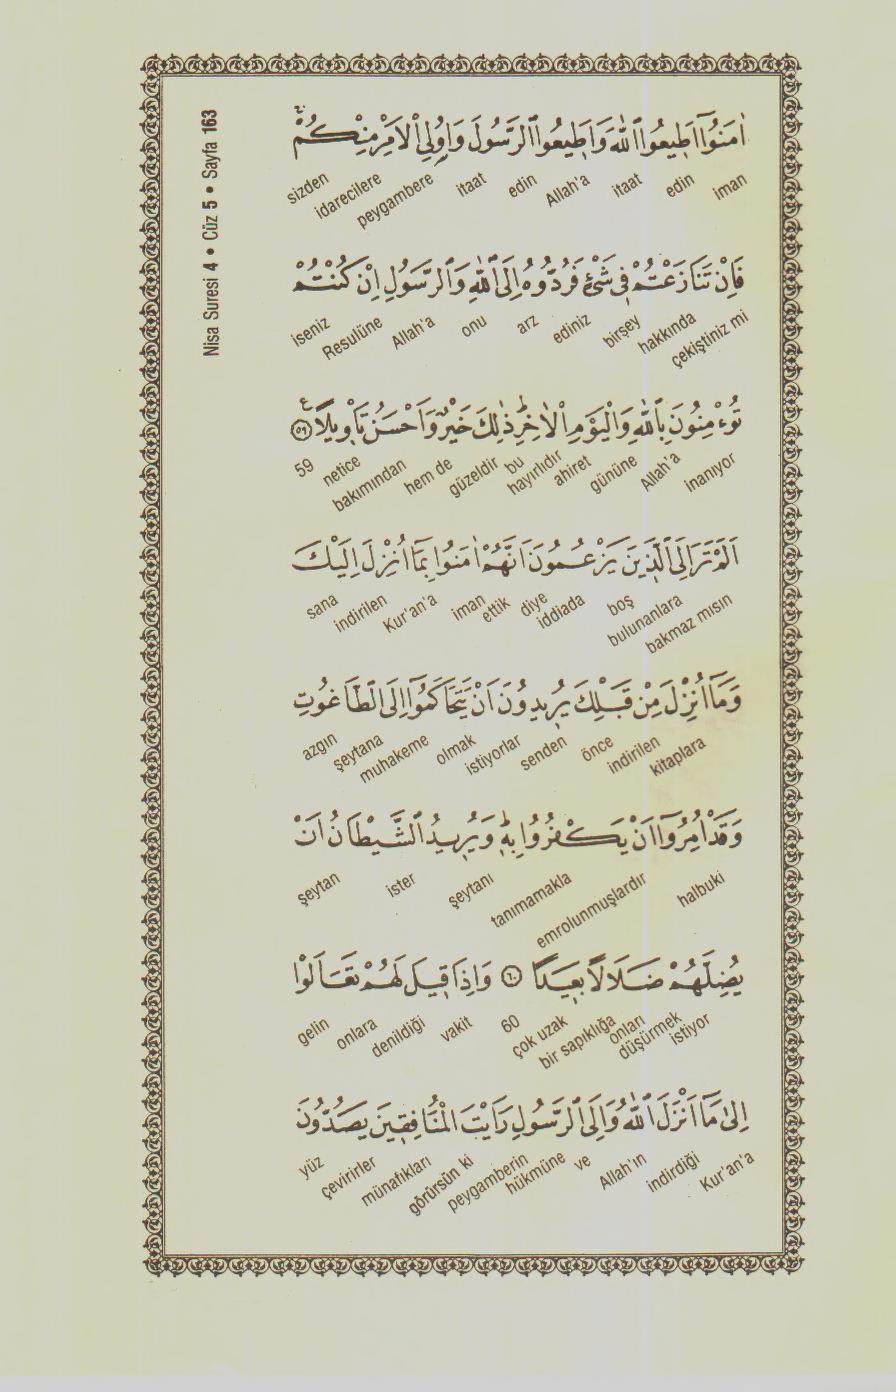 Nisa Suresi 4 • Cüz 5 • Sayfa 163
اٰمَنُٓوا اَط۪يعُوا اللّٰهَ وَاَط۪يعُوا الرَّسُولَ وَاُو۬لِي الْاَمْرِ مِنْكُمْۚ
iman edin itaat Allah'a edin itaat peygambere idarecilere sizden
فَاِنْ تَنَازَعْتُمْ ف۪ي شَيْءٍ فَرُدُّوهُ اِلَى اللّٰهِ وَالرَّسُولِ اِنْ كُنْتُمْ
çekiştiniz mi hakkında birşey ediniz arz onu Allah'a Resulüne iseniz
تُؤْمِنُونَ بِاللّٰهِ وَالْيَوْمِ الْاٰخِرِۜ ذٰلِكَ خَيْرٌ وَاَحْسَنُ تَأْو۪يلًا ﴿٥٩﴾ ع
inanıyor Allah'a gününe ahiret hayırlıdır bu güzeldir hem de bakımından netice 59
اَلَمْ تَرَ اِلَى الَّذ۪ينَ يَزْعُمُونَ اَنَّهُمْ اٰمَنُوا بِمَٓا اُنْزِلَ اِلَيْكَ
bakmaz mısın bulunanlara boş iddiada diye ettik iman Kur'an'a indirilen sana
وَمَٓا اُنْزِلَ مِنْ قَبْلِكَ يُر۪يدُونَ اَنْ يَتَحَاكَمُٓوا اِلَى الطَّاغُوتِ
kitaplara indirilen önce senden istiyorlar olmak muhakeme şeytana azgın
وَقَدْ اُمِرُٓوا اَنْ يَكْفُرُوا بِه۪ۜ وَيُر۪يدُ الشَّيْطَانُ اَنْ
halbuki emrolunmuşlardır tanımamakla şeytanı ister şeytan
يُضِلَّهُمْ ضَلَالًا بَع۪يدًا ﴿٦٠﴾ وَاِذَا ق۪يلَ لَهُمْ تَعَالَوْا
istiyor düşürmek onları bir sapıklığa çok uzak 60 vakit denildiği onlara gelin
اِلٰى مَٓا اَنْزَلَ اللّٰهُ وَاِلَى الرَّسُولِ رَاَيْتَ الْمُنَافِق۪ينَ يَصُدُّونَ
Kur'an'a indirdiği Allah'ın ve hükmüne peygamberin görürsün ki münafıkları çevirirler yüz